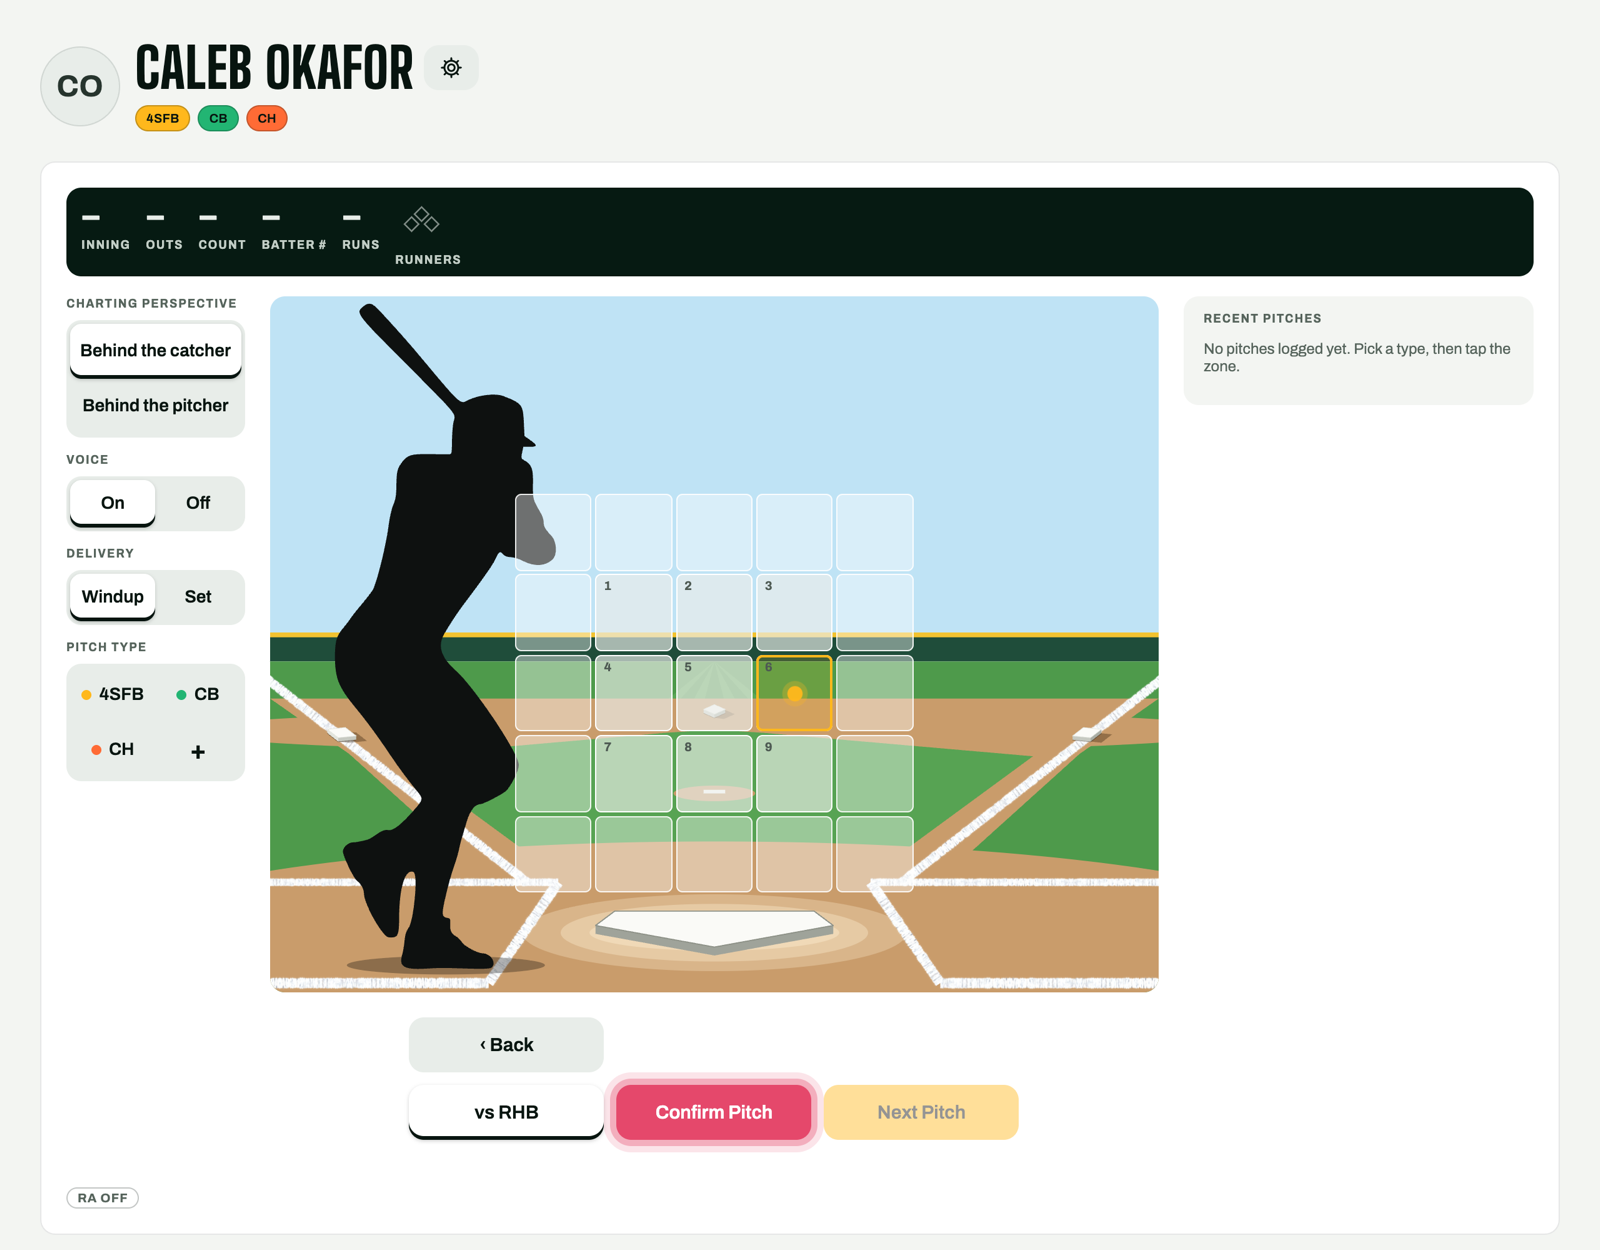 CO
CALEB OKAFOR
4SFB CB CH
– – – – –
INNING OUTS COUNT BATTER # RUNS RUNNERS
CHARTING PERSPECTIVE
Behind the catcher
Behind the pitcher
VOICE
On Off
DELIVERY
Windup Set
PITCH TYPE
4SFB CB
CH +
1 2 3
4 5 6
7 8 9
RECENT PITCHES
No pitches logged yet. Pick a type, then tap the
zone.
‹ Back
vs RHB Confirm Pitch Next Pitch
RA OFF